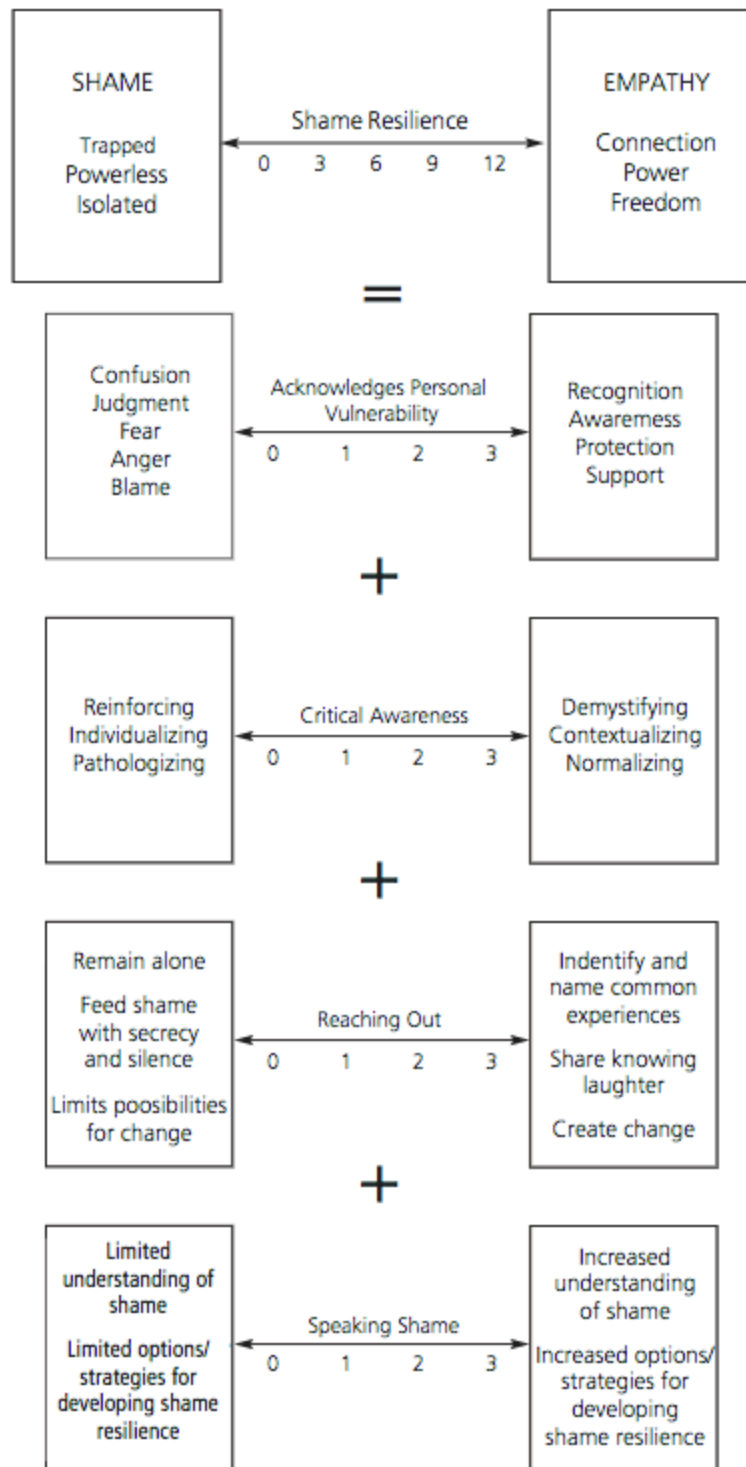 SHAME
Trapped
Powerless
Isolated
Shame Resilience
0 3 6 9 12
EMPATHY
Connection
Power
Freedom
=
Confusion
Judgment
Fear
Anger
Blame
Acknowledges Personal
Vulnerability
0 1 2 3
Recognition
Awaremess
Protection
Support
+
Reinforcing
Individualizing
Pathologizing
Critical Awareness
0 1 2 3
Demystifying
Contextualizing
Normalizing
+
Remain alone
Feed shame
with secrecy
and silence
Limits poosibilities
for change
Reaching Out
0 1 2 3
Indentify and
name common
experiences
Share knowing
laughter
Create change
+
Limited
understanding of
shame
Limited options/
strategies for
developing shame
resilience
Speaking Shame
0 1 2 3
Increased
understanding
of shame
Increased options/
strategies for
developing
shame resilience